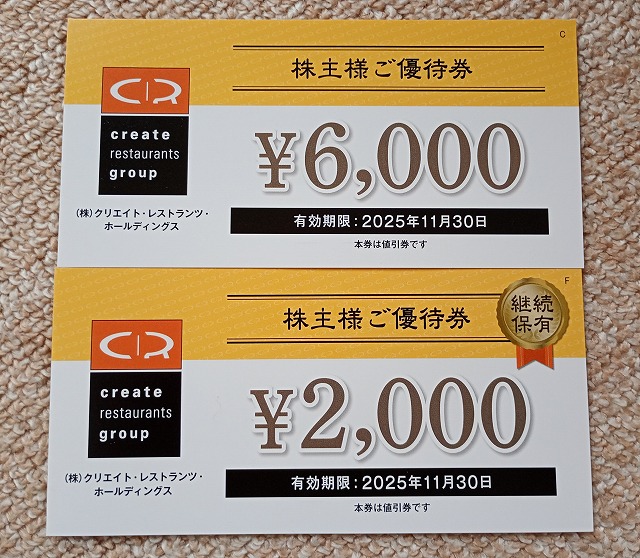 C
株主様ご優待券
CR
create
restaurants
group
¥6,000
(株)クリエイト・レストランツ・
ホールディングス
有効期限:2025年11月30日
本券は値引券です
F
株主様ご優待券
継続
保有
CR
create
restaurants
group
¥2,000
(株)クリエイト・レストランツ・
ホールディングス
有効期限:2025年11月30日
本券は値引券です